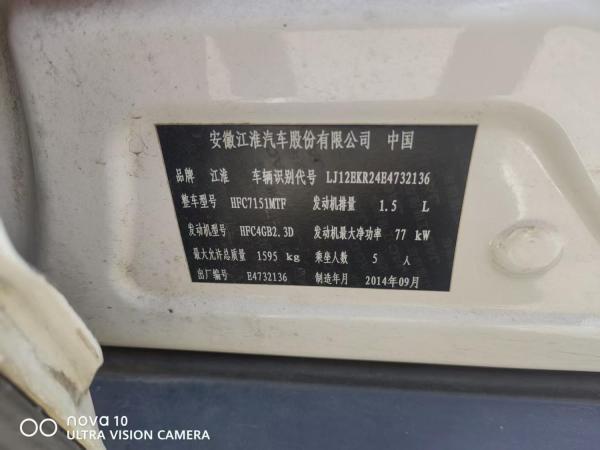 安徽江淮汽车股份有限公司 中国
品牌 江淮 车辆识别代号 LJ12EKR24E4732136
整车型号 HFC7151MTF 发动机排量 1.5 L
发动机型号 HFC4GB2.3D 发动机最大净功率 77 kW
最大允许总质量 1595 kg 乘坐人数 5 人
出厂编号 E4732136 制造年月 2014年09月
nova 10
ULTRA VISION CAMERA